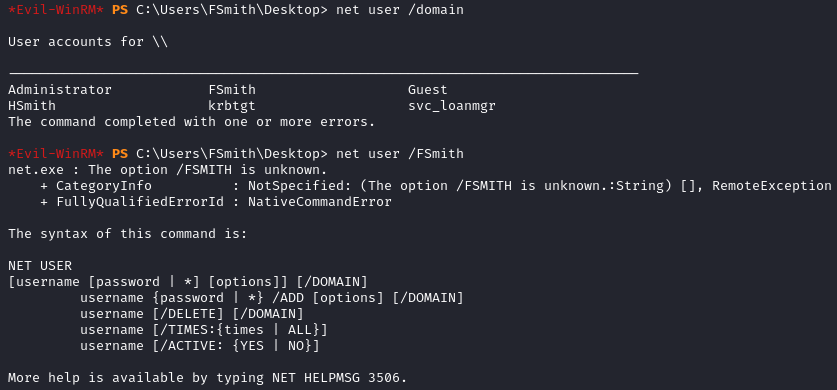 *Evil-WinRM* PS C:\Users\FSmith\Desktop> net user /domain
User accounts for \\
-------------------------------------------------------------------------------
Administrator            FSmith                   Guest
HSmith                   krbtgt                   svc_loanmgr
The command completed with one or more errors.
*Evil-WinRM* PS C:\Users\FSmith\Desktop> net user /FSmith
net.exe : The option /FSMITH is unknown.
    + CategoryInfo          : NotSpecified: (The option /FSMITH is unknown.:String) [], RemoteException
    + FullyQualifiedErrorId : NativeCommandError
The syntax of this command is:
NET USER
[username [password | *] [options]] [/DOMAIN]
         username {password | *} /ADD [options] [/DOMAIN]
         username [/DELETE] [/DOMAIN]
         username [/TIMES:{times | ALL}]
         username [/ACTIVE: {YES | NO}]
More help is available by typing NET HELPMSG 3506.